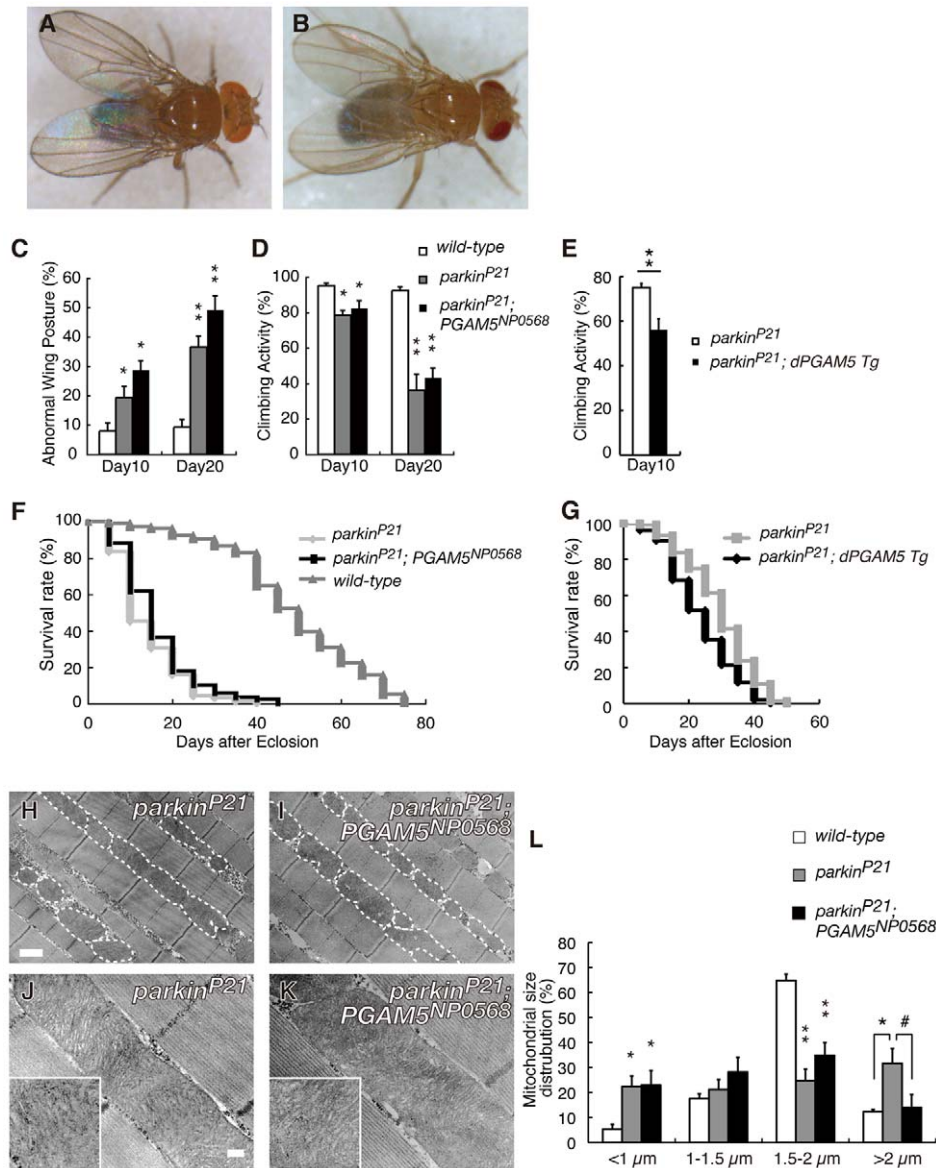 A
B
C
Abnormal Wing Posture (%)
60
50
40
30
20
10
0
*
*
**
**
Day10
Day20
D
Climbing Activity (%)
100
80
60
40
20
0
*
*
**
**
Day10
Day20
wild-type
parkinP21
parkinP21;
PGAM5NP0568
E
Climbing Activity (%)
80
60
40
20
0
**
Day10
parkinP21
parkinP21; dPGAM5 Tg
F
Survival rate (%)
100
80
60
40
20
0
0
20
40
60
80
Days after Eclosion
parkinP21
parkinP21; PGAM5NP0568
wild-type
G
Survival rate (%)
100
80
60
40
20
0
0
20
40
60
Days after Eclosion
parkinP21
parkinP21; dPGAM5 Tg
H
parkinP21
I
parkinP21;
PGAM5NP0568
J
parkinP21
K
parkinP21;
PGAM5NP0568
L
wild-type
parkinP21
parkinP21;
PGAM5NP0568
Mitochondrial size
distrubution (%)
70
60
50
40
30
20
10
0
*
*
**
**
*
#
<1 µm
1-1.5 µm
1.5-2 µm
>2 µm